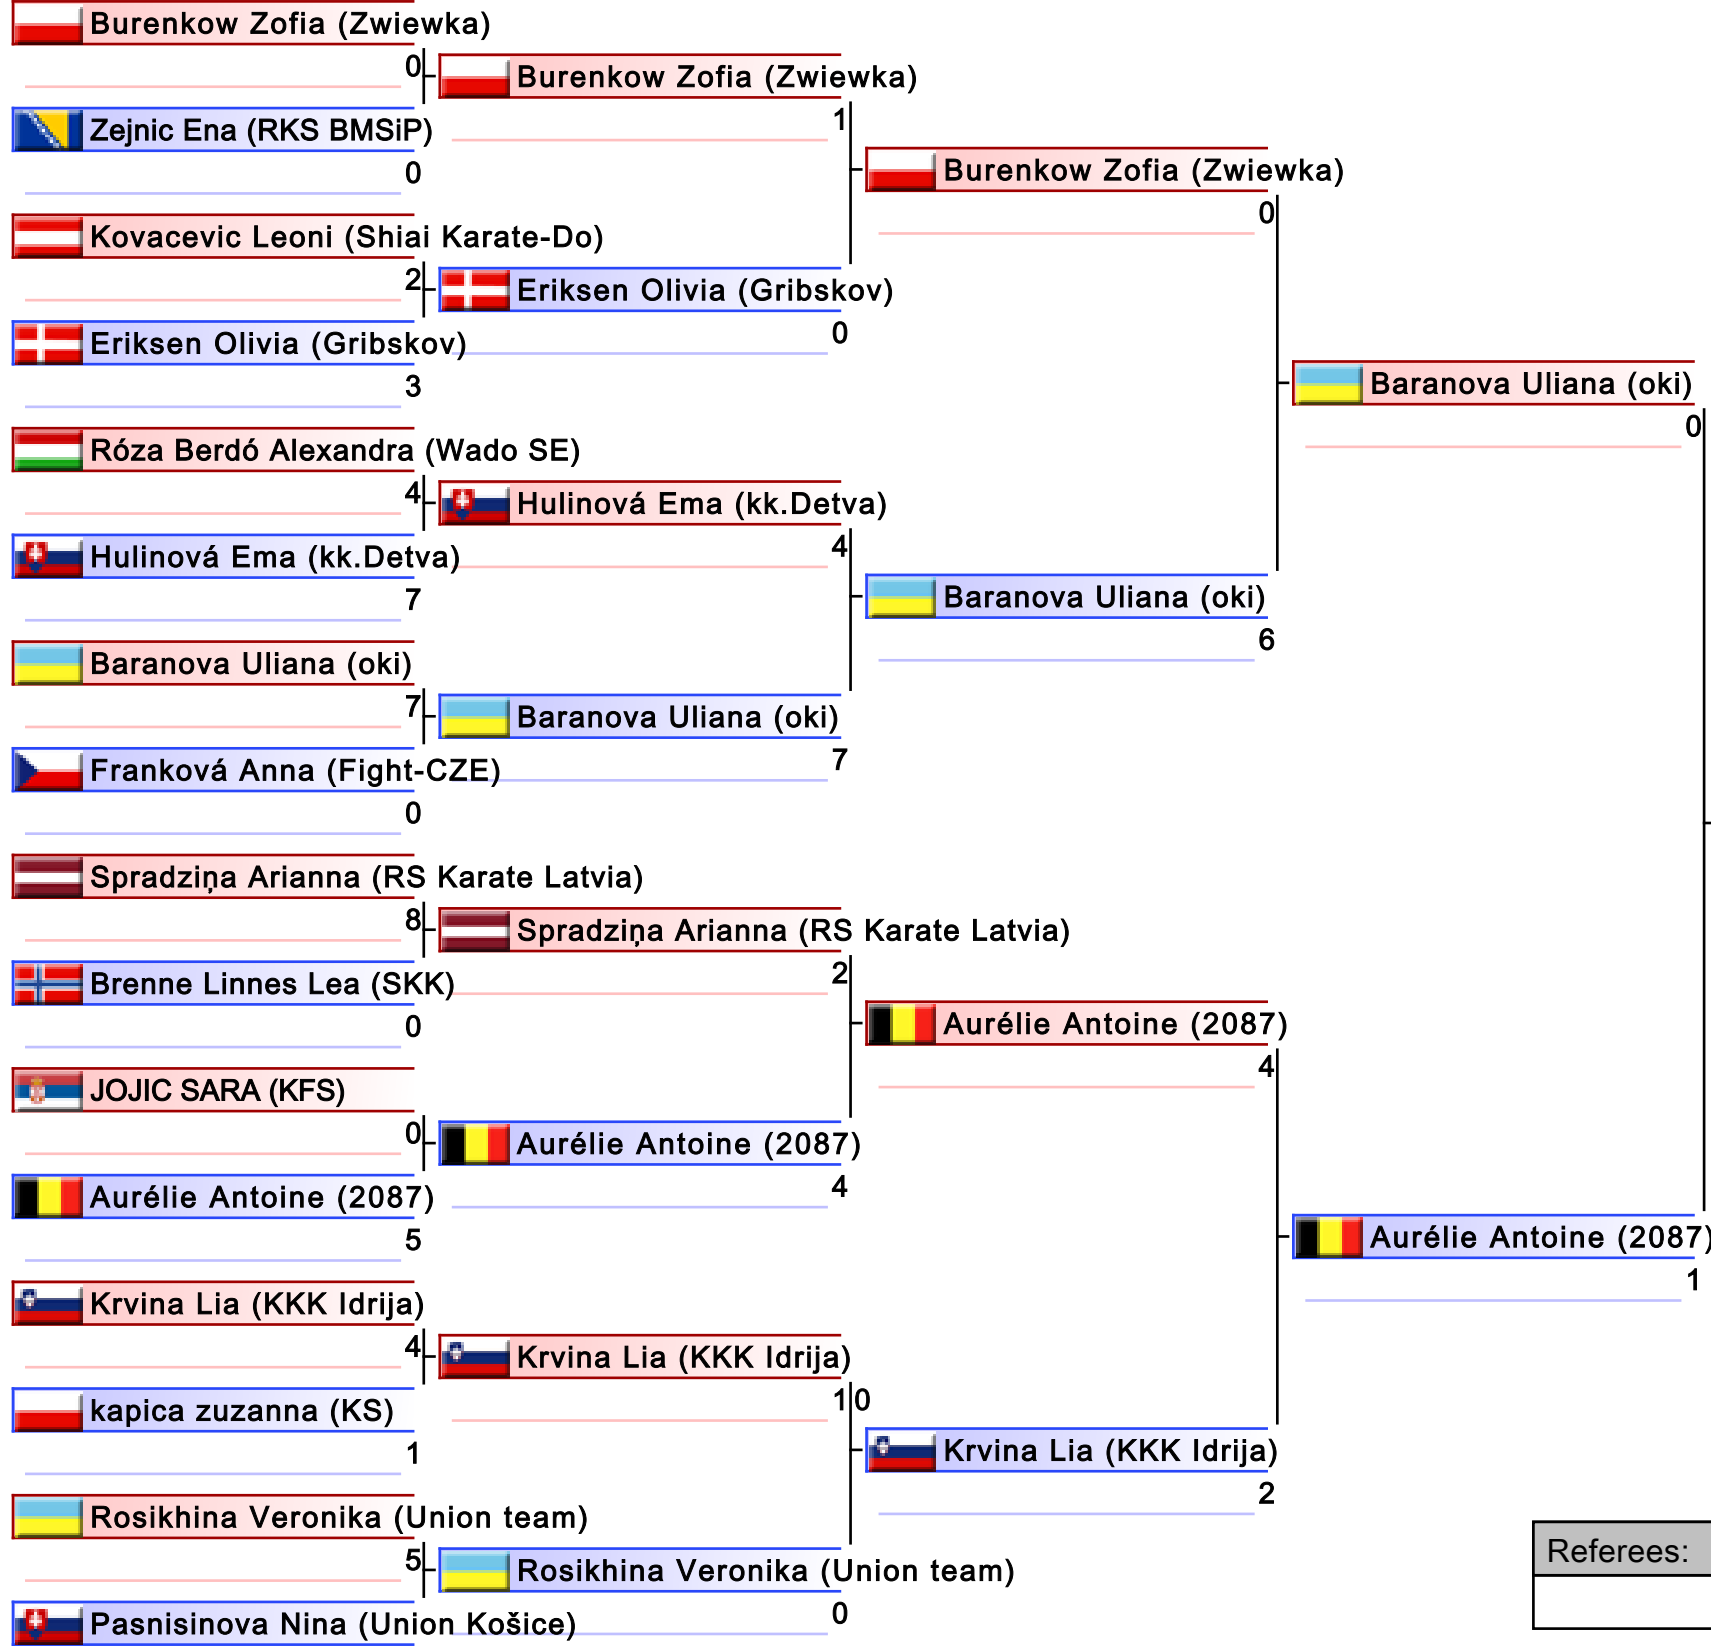 Burenkow Zofia (Zwiewka)
0
Zejnic Ena (RKS BMSiP)
0
Kovacevic Leoni (Shiai Karate-Do)
2
Eriksen Olivia (Gribskov)
3
Róza Berdó Alexandra (Wado SE)
4
Hulinová Ema (kk.Detva)
7
Baranova Uliana (oki)
7
Franková Anna (Fight-CZE)
0
Spradziņa Arianna (RS Karate Latvia)
8
Brenne Linnes Lea (SKK)
0
JOJIC SARA (KFS)
0
Aurélie Antoine (2087)
5
Krvina Lia (KKK Idrija)
4
kapica zuzanna (KS)
1
Rosikhina Veronika (Union team)
5
Pasnisinova Nina (Union Košice)
Burenkow Zofia (Zwiewka)
1
Eriksen Olivia (Gribskov)
0
Hulinová Ema (kk.Detva)
4
Baranova Uliana (oki)
7
Spradziņa Arianna (RS Karate Latvia)
2
Aurélie Antoine (2087)
4
Krvina Lia (KKK Idrija)
10
Rosikhina Veronika (Union team)
0
Burenkow Zofia (Zwiewka)
0
Baranova Uliana (oki)
6
Aurélie Antoine (2087)
4
Krvina Lia (KKK Idrija)
2
Baranova Uliana (oki)
0
Aurélie Antoine (2087)
1
Referees: